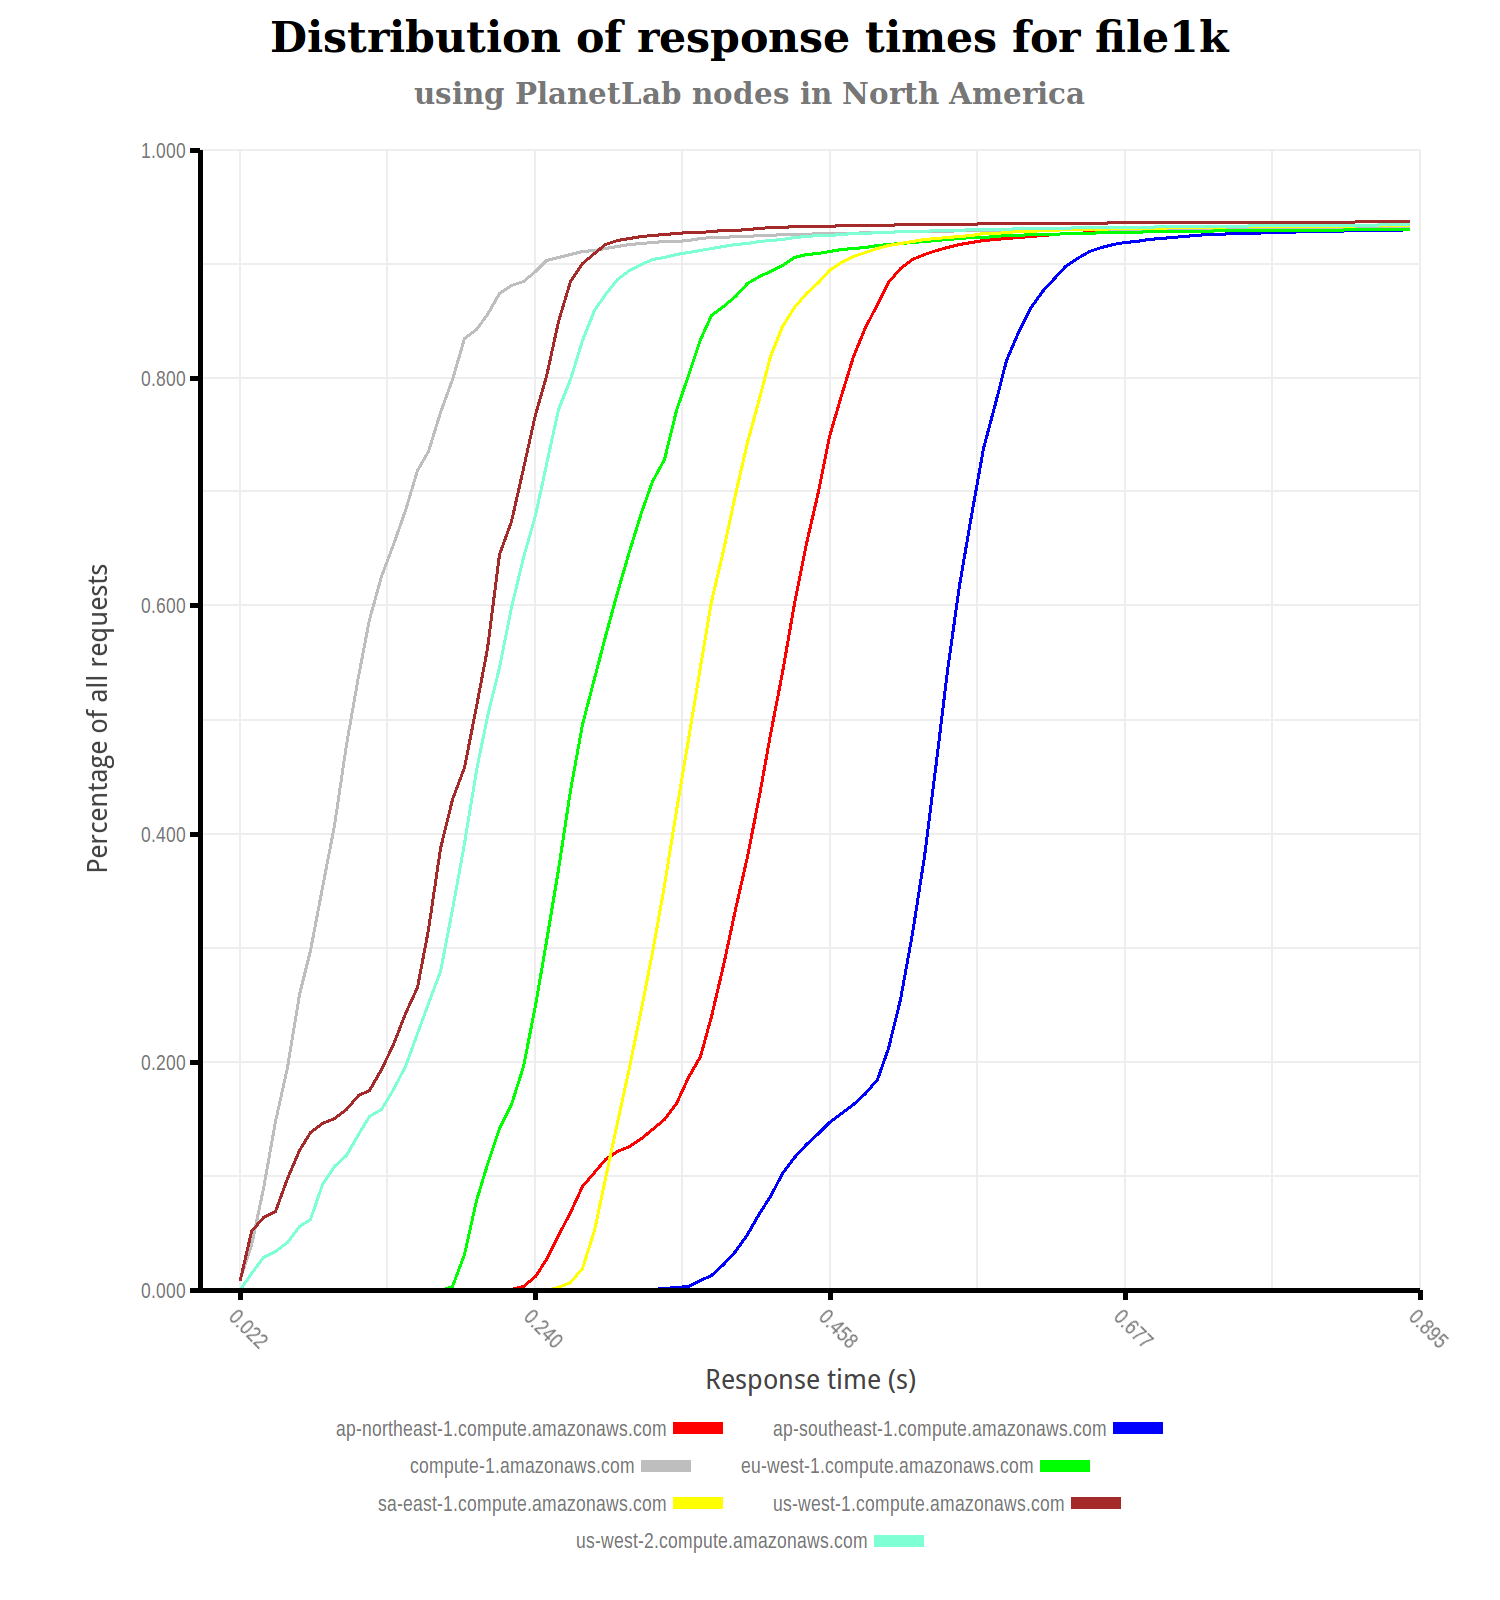 Distribution of response times for file1k
using PlanetLab nodes in North America
1.000
0.800
0.600
0.400
0.200
0.000
Percentage of all requests
0.022 0.240 0.458 0.677 0.895
Response time (s)
ap-northeast-1.compute.amazonaws.com ap-southeast-1.compute.amazonaws.com
compute-1.amazonaws.com eu-west-1.compute.amazonaws.com
sa-east-1.compute.amazonaws.com us-west-1.compute.amazonaws.com
us-west-2.compute.amazonaws.com